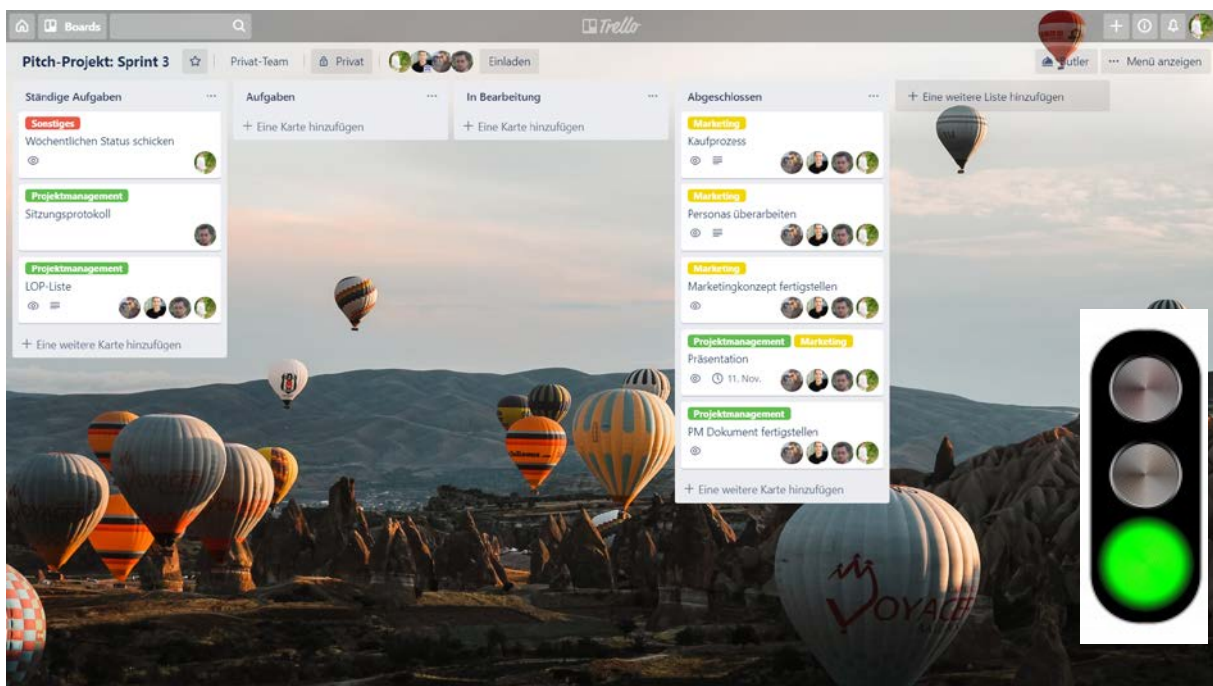 Boards
Trello
Pitch-Projekt: Sprint 3
Privat-Team
Privat
Einladen
Butler
Menü anzeigen
Ständige Aufgaben
Sonstiges
Wöchentlichen Status schicken
Projektmanagement
Sitzungsprotokoll
Projektmanagement
LOP-Liste
+ Eine weitere Karte hinzufügen
Aufgaben
+ Eine Karte hinzufügen
In Bearbeitung
+ Eine Karte hinzufügen
Abgeschlossen
Marketing
Kaufprozess
Marketing
Personas überarbeiten
Marketing
Marketingkonzept fertigstellen
Projektmanagement Marketing
Präsentation
11. Nov.
Projektmanagement
PM Dokument fertigstellen
+ Eine weitere Karte hinzufügen
+ Eine weitere Liste hinzufügen
VOYAGE